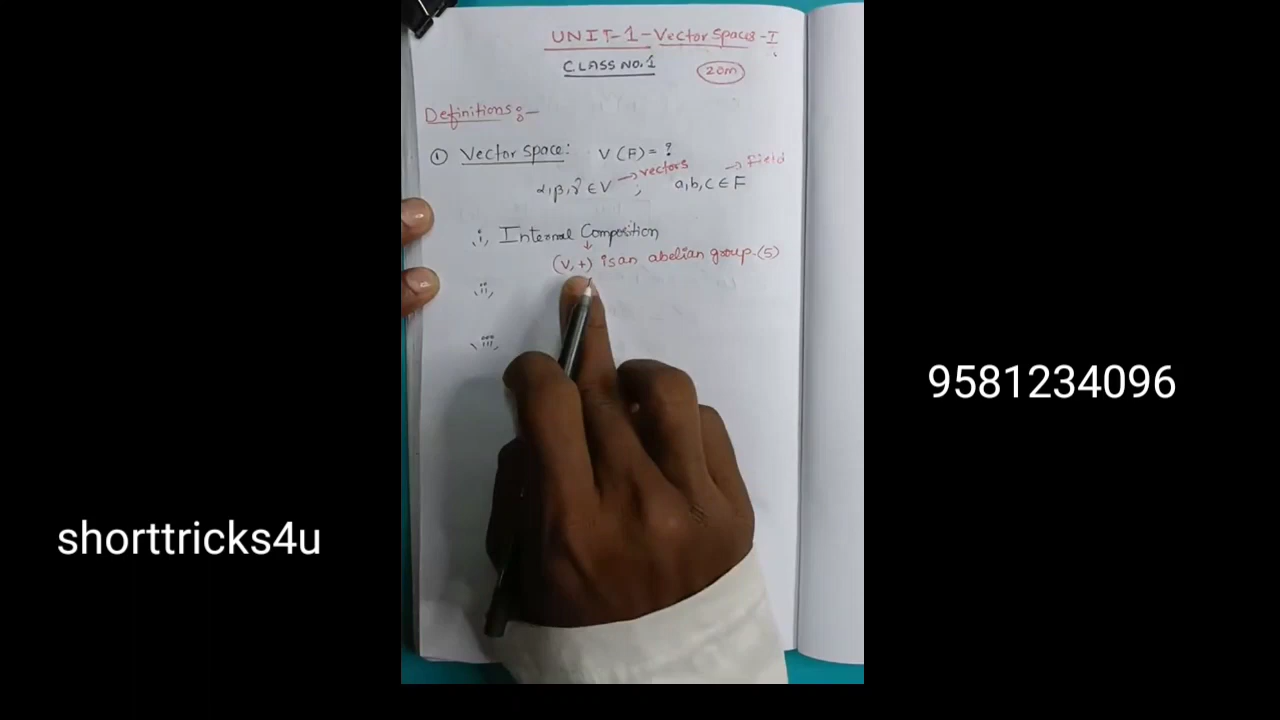 UNIT-1-Vector Spaces-I
CLASS NO.1
20m
Definitions:-
① Vector space: V(F)=?
→vectors →Field
α,β,γ ∈ V ; a,b,c ∈ F
i, Internal Composition
↓
(V,+) is an abelian group.(5)
ii,
iii,
9581234096
shorttricks4u